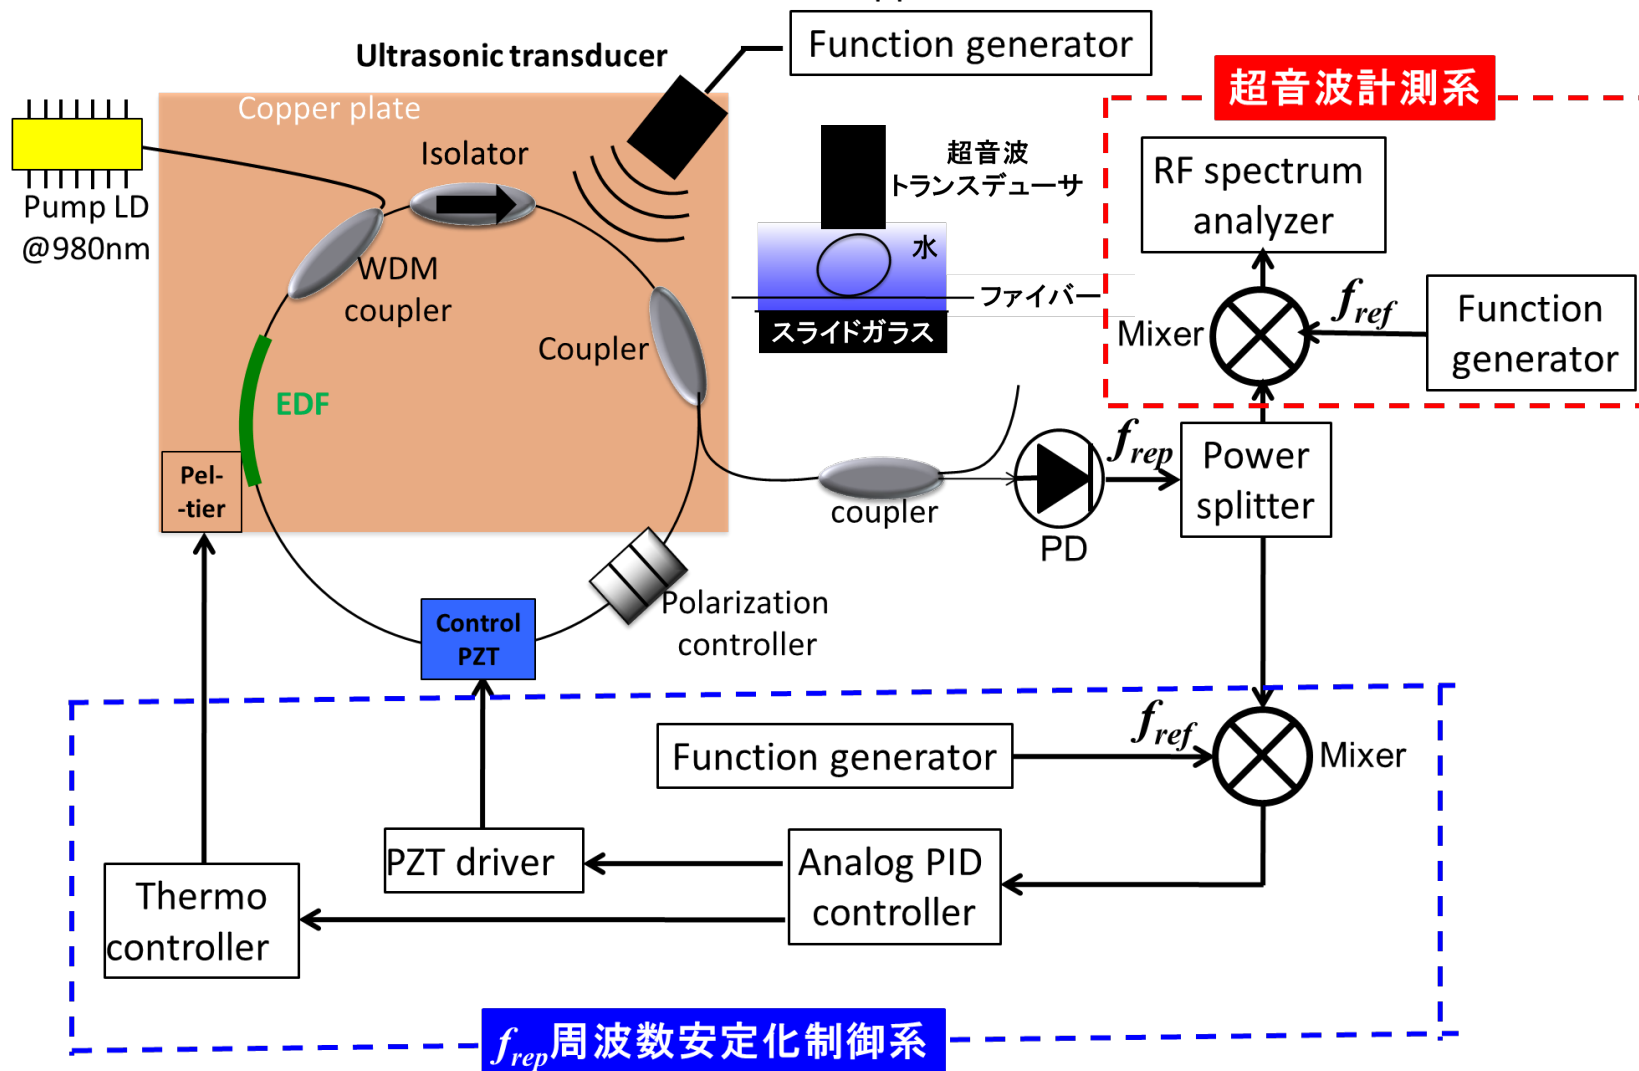 Function generator
Ultrasonic transducer
超音波計測系
Copper plate
Isolator
超音波
トランスデューサ
RF spectrum
analyzer
Pump LD
@980nm
水
WDM
coupler
ファイバー
f_ref
Function
generator
Mixer
スライドガラス
Coupler
EDF
f_rep
Power
splitter
Pel-
-tier
coupler
PD
Polarization
controller
Control
PZT
f_ref
Function generator
Mixer
PZT driver
Analog PID
controller
Thermo
controller
f_rep周波数安定化制御系